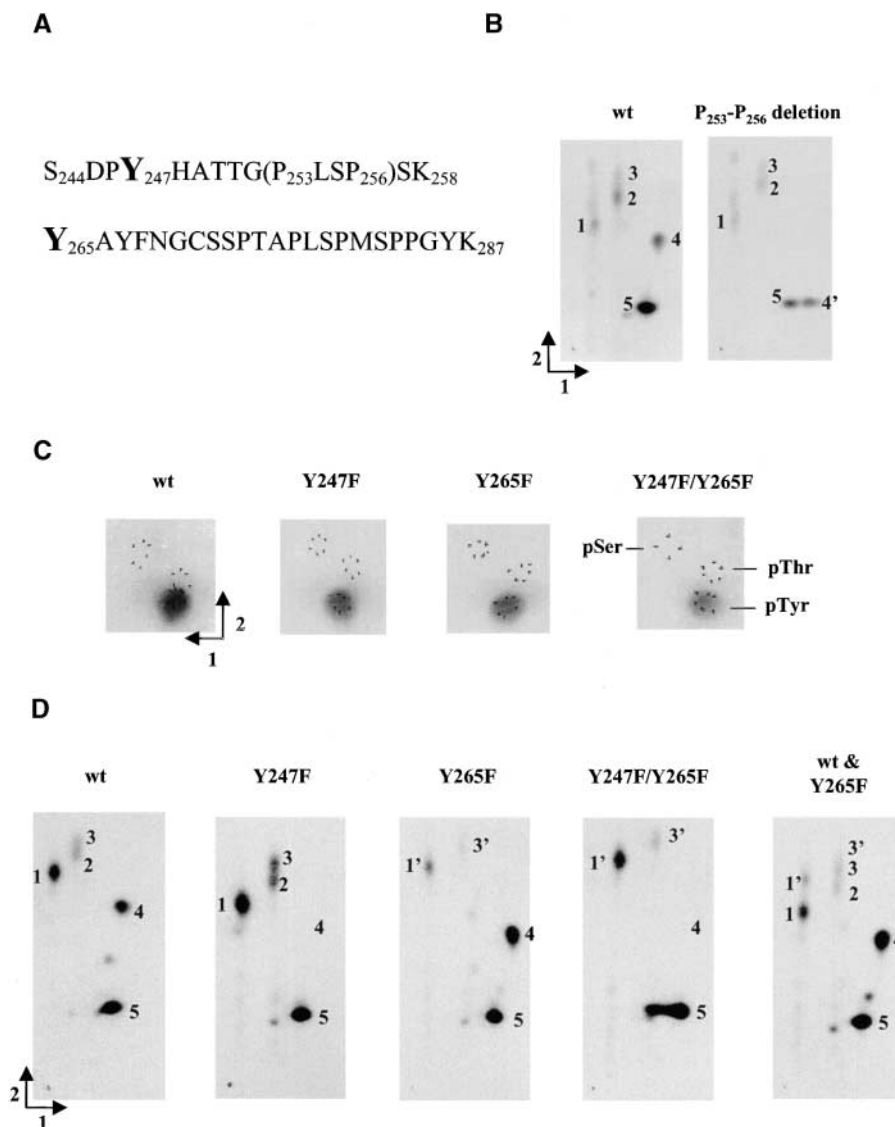 A
S244DPY247HATTG(P253LSP256)SK258
Y265AYFNGCSSPTAPLSPMSPPGYK287
B
wt
P253-P256 deletion
3
2
1
4
5
3
2
1
5
4'
2
1
C
wt
Y247F
Y265F
Y247F/Y265F
pSer
pThr
pTyr
2
1
D
wt
Y247F
Y265F
Y247F/Y265F
wt &
Y265F
3
2
1
4
5
3
2
1
4
5
3'
1'
4
5
3'
1'
4
5
3'
3
2
1'
1
4
5
2
1